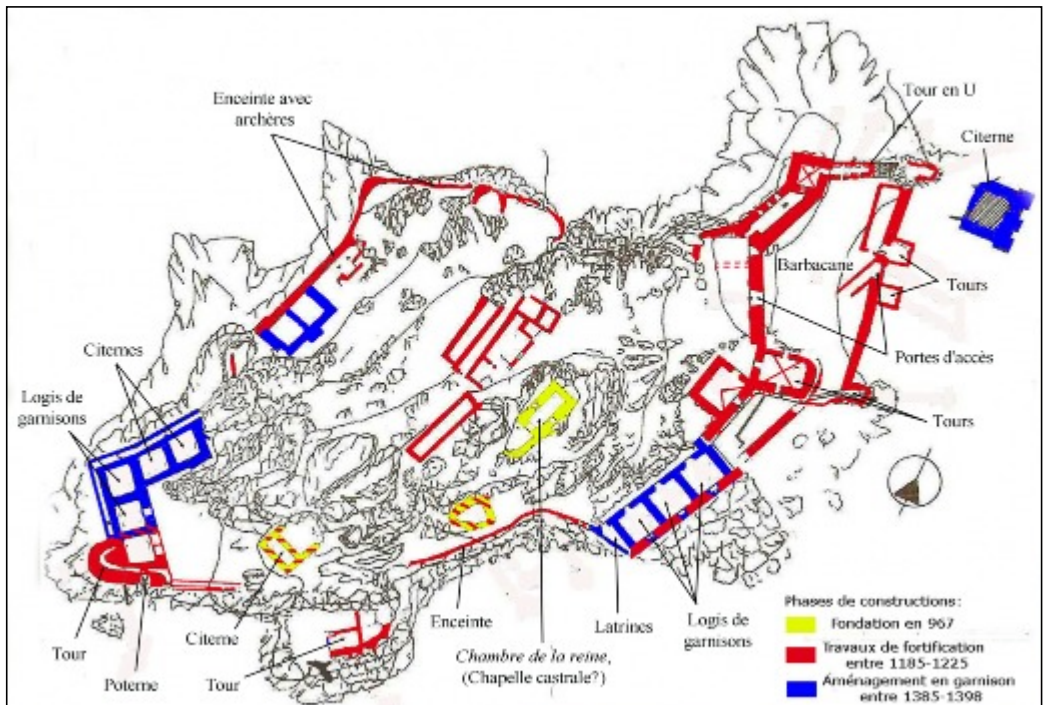 Enceinte avec
archères
Tour en U
Citerne
Barbacane
Tours
Portes d'accès
Tours
Citernes
Logis de
garnisons
Tour
Poterne
Citerne
Tour
Enceinte
Chambre de la reine,
(Chapelle castrale?)
Latrines
Logis de
garnisons
Phases de constructions:
Fondation en 967
Travaux de fortification
entre 1185-1225
Aménagement en garnison
entre 1385-1398